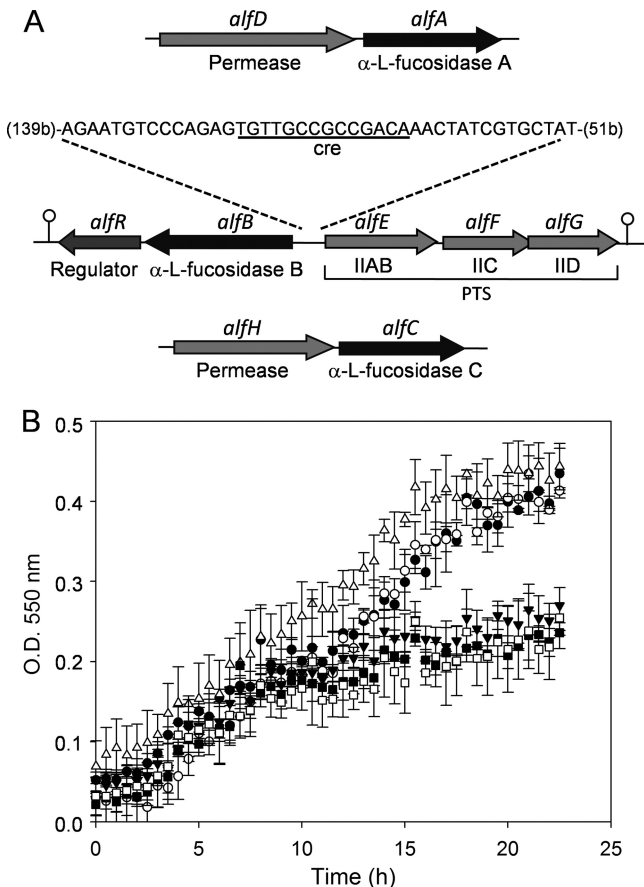 A
alfD alfA
Permease α-L-fucosidase A
(139b)-AGAATGTCCCAGAGTGTTGCCGCCGACAAACTATCGTGCTAT-(51b)
cre
alfR alfB alfE alfF alfG
Regulator α-L-fucosidase B IIAB IIC IID
PTS
alfH alfC
Permease α-L-fucosidase C
B
O.D. 550 nm
0.5
0.4
0.3
0.2
0.1
0.0
0 5 10 15 20 25
Time (h)